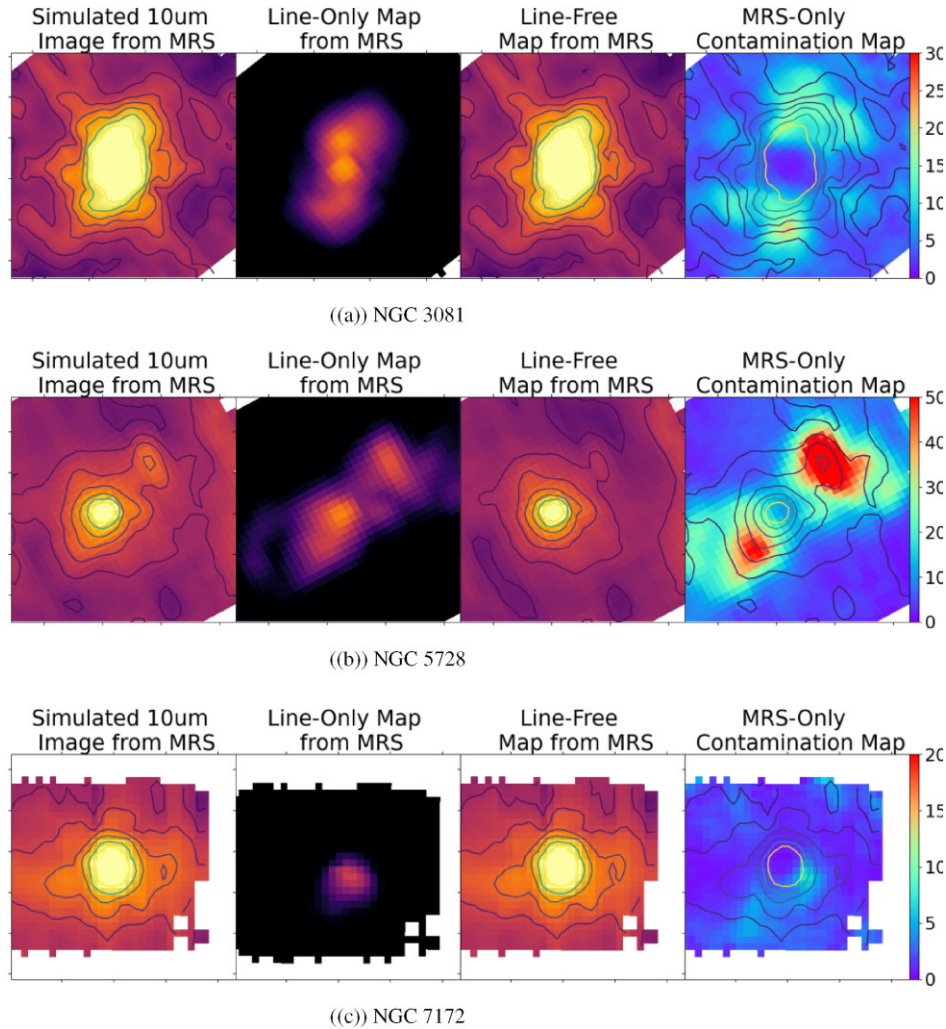 Simulated 10um
Image from MRS
Line-Only Map
from MRS
Line-Free
Map from MRS
MRS-Only
Contamination Map
30
25
20
15
10
5
0
((a)) NGC 3081
Simulated 10um
Image from MRS
Line-Only Map
from MRS
Line-Free
Map from MRS
MRS-Only
Contamination Map
50
40
30
20
10
0
((b)) NGC 5728
Simulated 10um
Image from MRS
Line-Only Map
from MRS
Line-Free
Map from MRS
MRS-Only
Contamination Map
20
15
10
5
0
((c)) NGC 7172